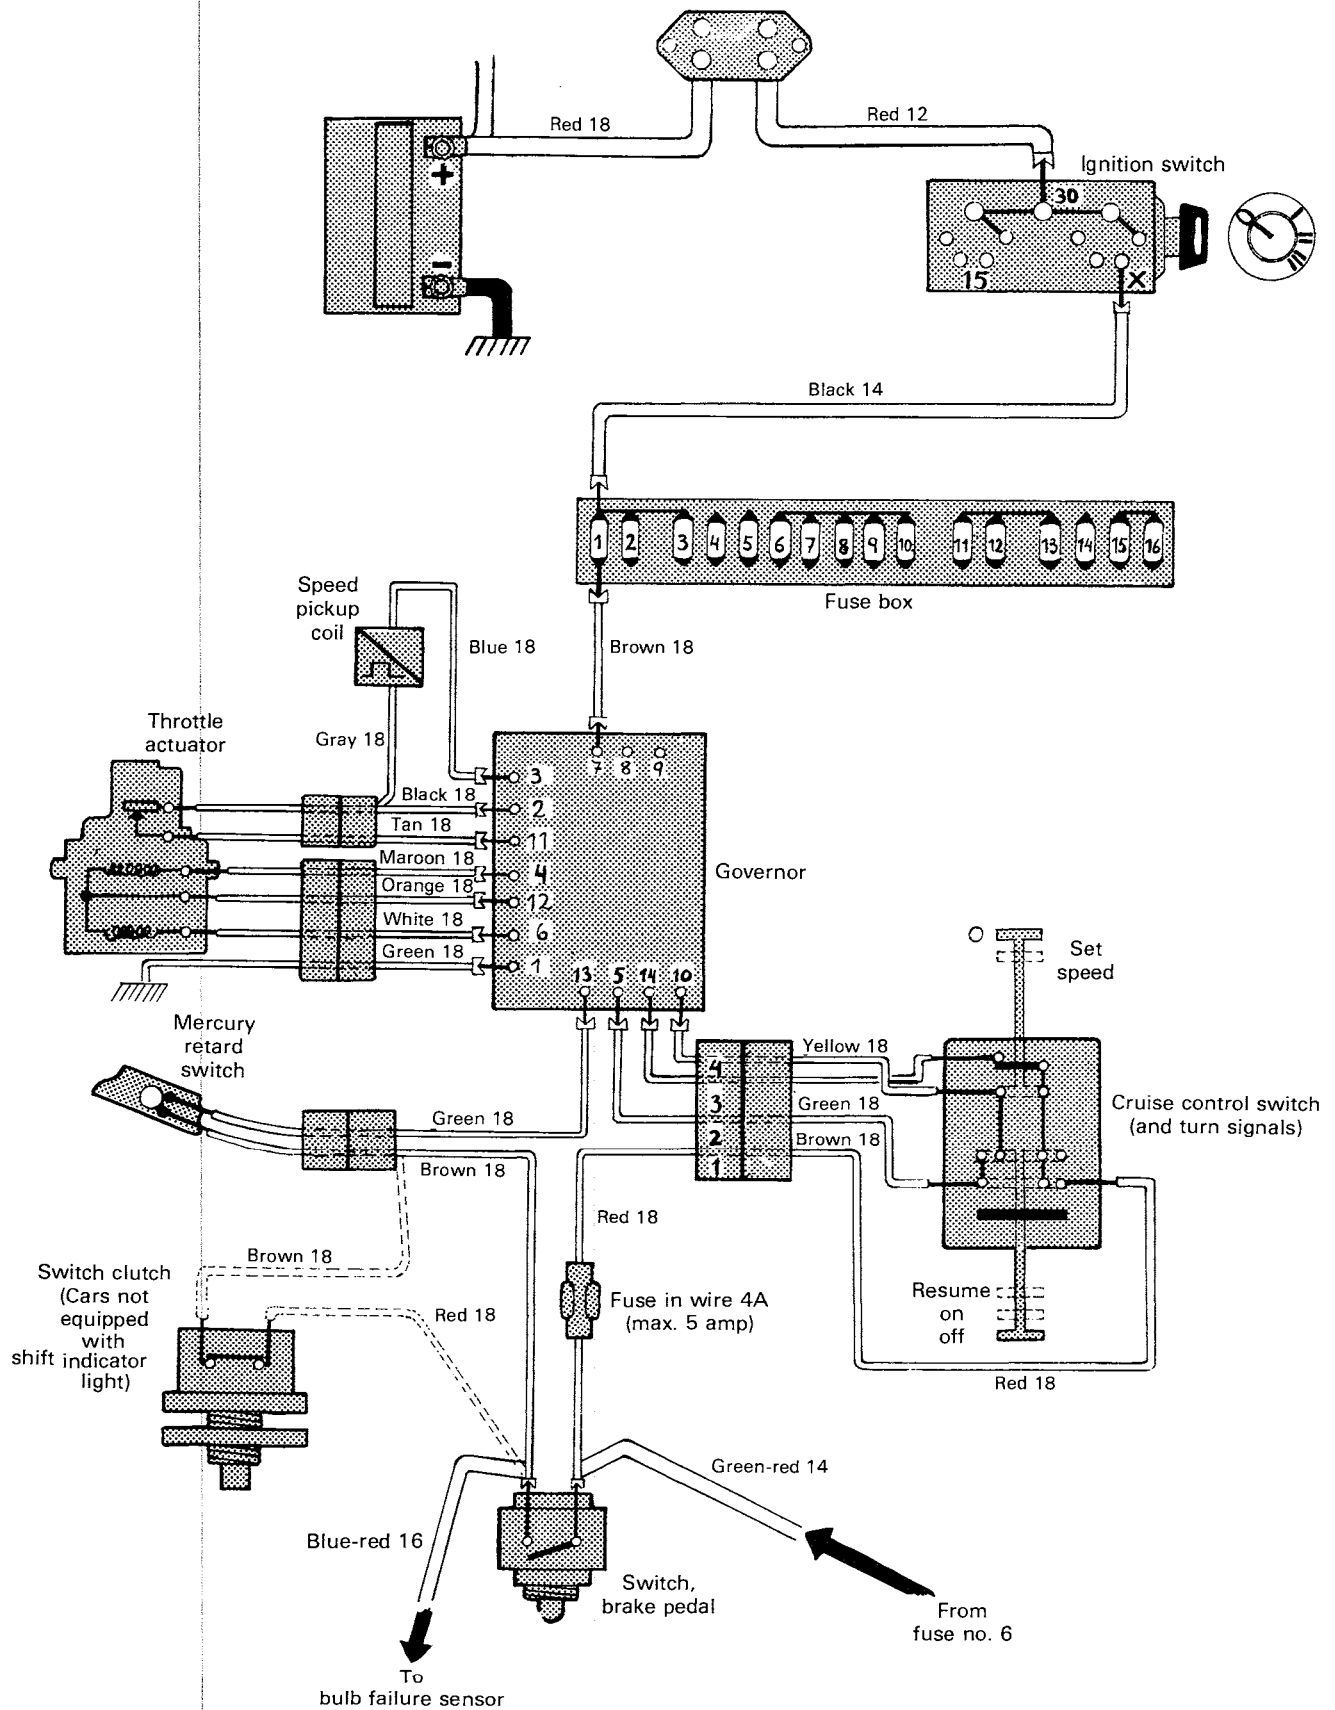 Red 18
Red 12
Ignition switch
+
30
-
15
X
Black 14
1
2
3
4
5
6
7
8
9
10
11
12
13
14
15
16
Fuse box
Speed
pickup
coil
Blue 18
Brown 18
Throttle
actuator
Gray 18
7
8
9
3
Black 18
2
Tan 18
11
Maroon 18
4
Orange 18
12
White 18
6
Green 18
1
Governor
13
5
14
10
Set
speed
Mercury
retard
switch
Yellow 18
4
3
2
1
Green 18
Brown 18
Cruise control switch
(and turn signals)
Green 18
Brown 18
Red 18
Brown 18
Switch clutch
(Cars not
equipped
with
shift indicator
light)
Red 18
Fuse in wire 4A
(max. 5 amp)
Resume
on
off
Red 18
Green-red 14
Blue-red 16
Switch,
brake pedal
From
fuse no. 6
To
bulb failure sensor